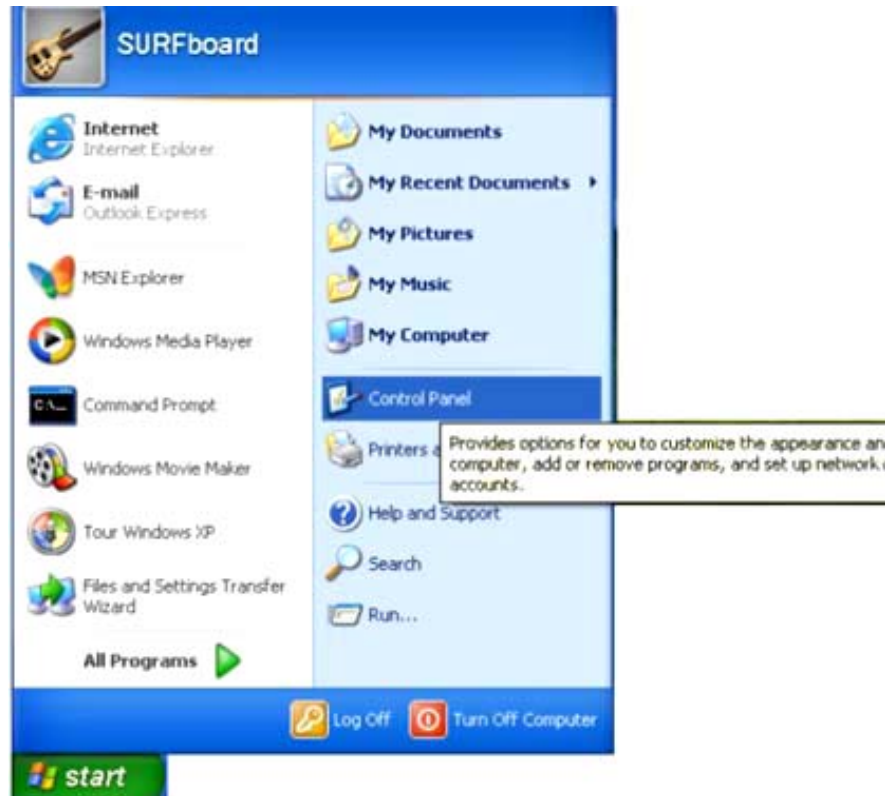 SURFboard
Internet
Internet Explorer
E-mail
Outlook Express
MSN Explorer
Windows Media Player
Command Prompt
Windows Movie Maker
Tour Windows XP
Files and Settings Transfer
Wizard
All Programs
My Documents
My Recent Documents
My Pictures
My Music
My Computer
Control Panel
Printers
Provides options for you to customize the appearance
computer, add or remove programs, and set up network
accounts.
Help and Support
Search
Run...
Log Off
Turn Off Computer
start